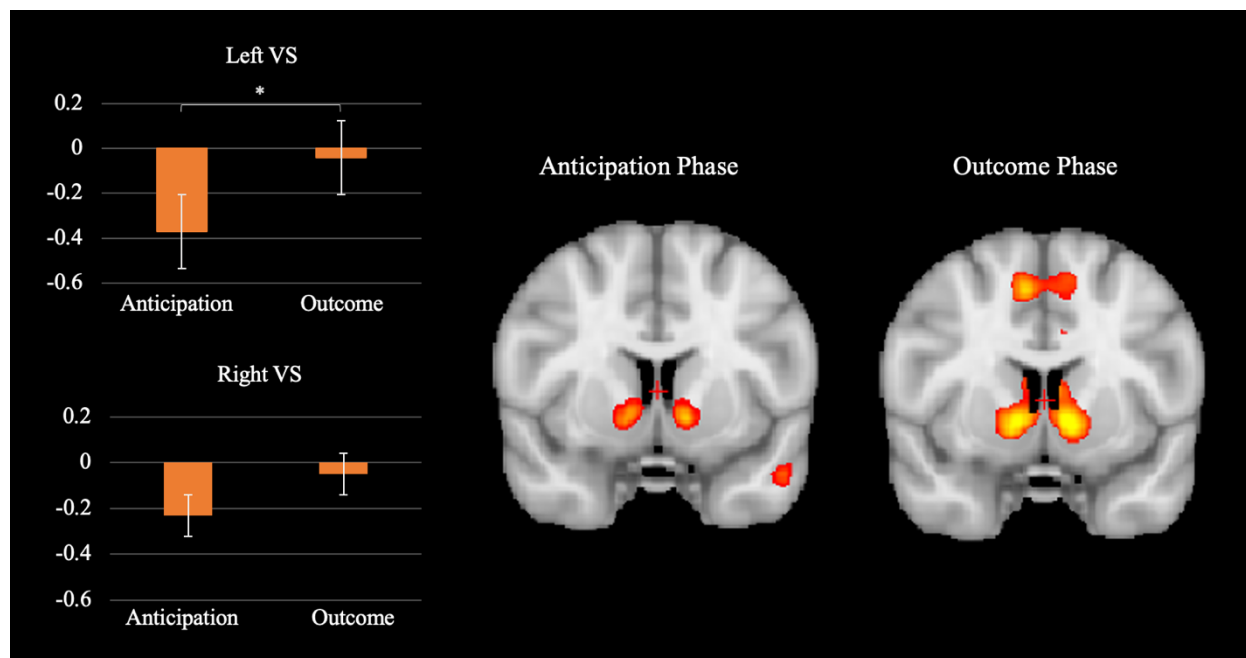 Left VS
*
0.2
0
-0.2
-0.4
-0.6
Anticipation Outcome
Right VS
0.2
0
-0.2
-0.4
-0.6
Anticipation Outcome
Anticipation Phase
Outcome Phase